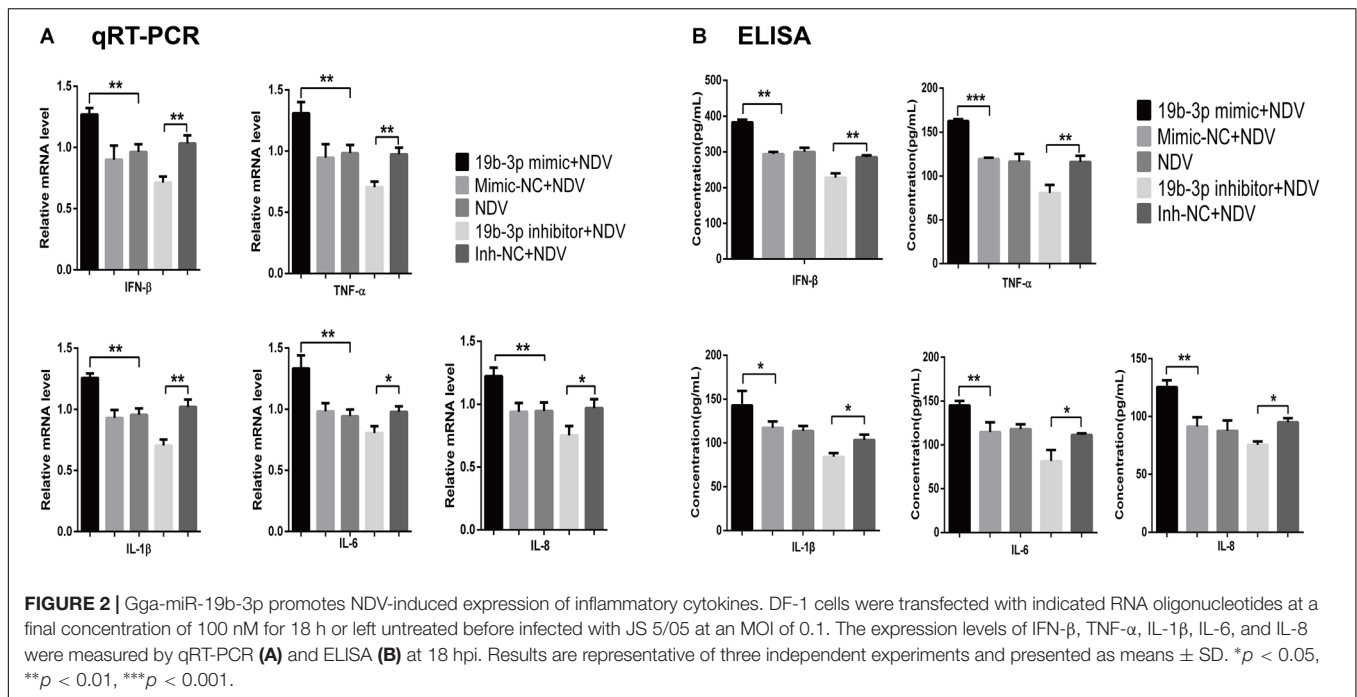 A qRT-PCR
Relative mRNA level
1.5
1.0
0.5
0.0
**
**
IFN-β
Relative mRNA level
1.5
1.0
0.5
0.0
**
**
TNF-α
19b-3p mimic+NDV
Mimic-NC+NDV
NDV
19b-3p inhibitor+NDV
Inh-NC+NDV
Relative mRNA level
1.5
1.0
0.5
0.0
**
**
IL-1β
Relative mRNA level
1.5
1.0
0.5
0.0
**
*
IL-6
Relative mRNA level
1.5
1.0
0.5
0.0
**
*
IL-8
B ELISA
Concentration(pg/mL)
500
400
300
200
100
0
**
**
IFN-β
Concentration(pg/mL)
200
150
100
50
0
***
**
TNF-α
19b-3p mimic+NDV
Mimic-NC+NDV
NDV
19b-3p inhibitor+NDV
Inh-NC+NDV
Concentration(pg/mL)
200
150
100
50
0
*
*
IL-1β
Concentration(pg/mL)
200
150
100
50
0
**
*
IL-6
Concentration(pg/mL)
150
100
50
0
**
*
IL-8
FIGURE 2 | Gga-miR-19b-3p promotes NDV-induced expression of inflammatory cytokines. DF-1 cells were transfected with indicated RNA oligonucleotides at a
final concentration of 100 nM for 18 h or left untreated before infected with JS 5/05 at an MOI of 0.1. The expression levels of IFN-β, TNF-α, IL-1β, IL-6, and IL-8
were measured by qRT-PCR (A) and ELISA (B) at 18 hpi. Results are representative of three independent experiments and presented as means ± SD. *p < 0.05,
**p < 0.01, ***p < 0.001.